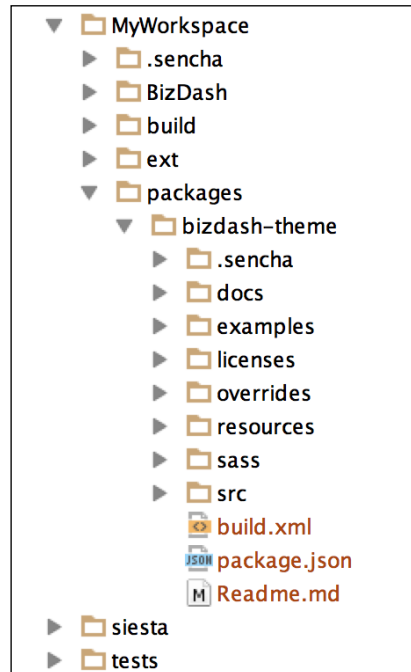 MyWorkspace
.sencha
BizDash
build
ext
packages
bizdash-theme
.sencha
docs
examples
licenses
overrides
resources
sass
src
<> build.xml
JSON package.json
M Readme.md
siesta
tests